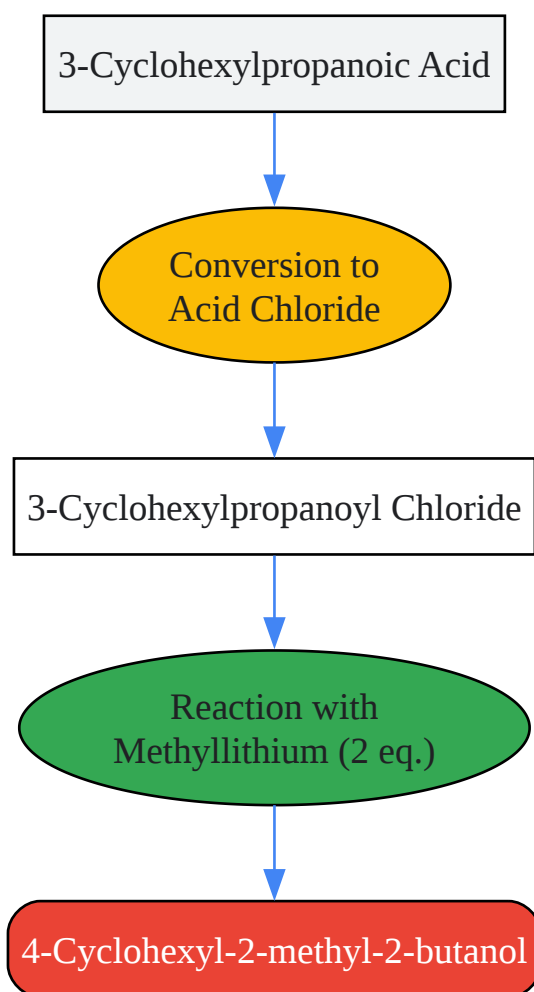 3-Cyclohexylpropanoic Acid
Conversion to
Acid Chloride
3-Cyclohexylpropanoyl Chloride
Reaction with
Methyllithium (2 eq.)
4-Cyclohexyl-2-methyl-2-butanol